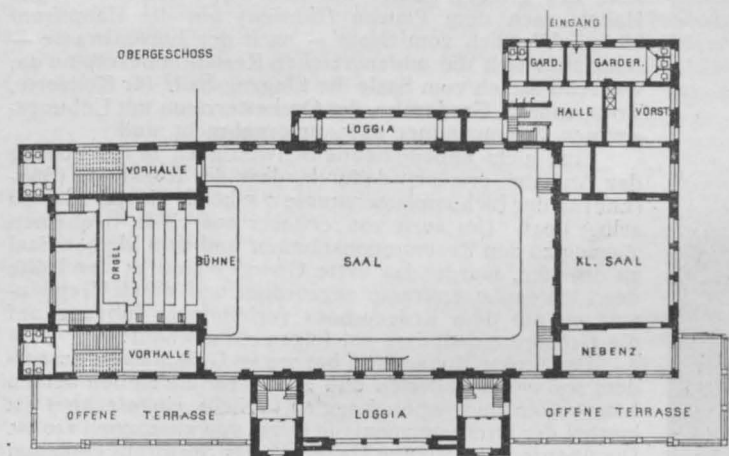 EINGANG
OBERGESCHOSS
GARD.
GARDER.
HALLE
VORST.
LOGGIA
VORHALLE
ORGEL
BÜHNE
SAAL
KL. SAAL
VORHALLE
NEBENZ.
OFFENE TERRASSE
LOGGIA
OFFENE TERRASSE